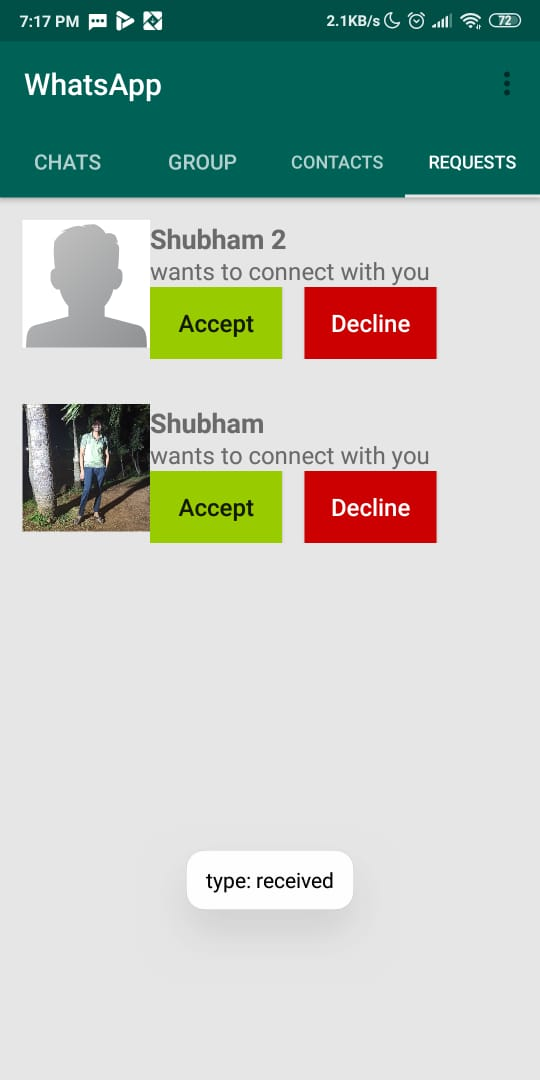 7:17 PM 2.1KB/s 72
WhatsApp
CHATS GROUP CONTACTS REQUESTS
Shubham 2
wants to connect with you
Accept Decline
Shubham
wants to connect with you
Accept Decline
type: received